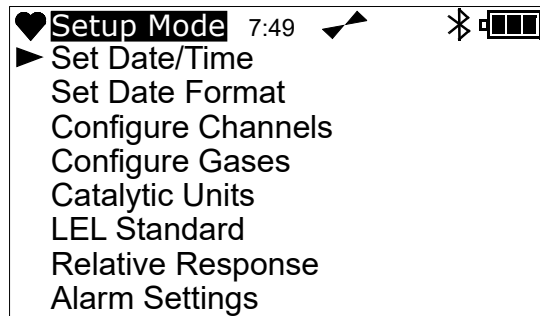 Setup Mode 7:49
Set Date/Time
Set Date Format
Configure Channels
Configure Gases
Catalytic Units
LEL Standard
Relative Response
Alarm Settings